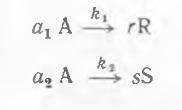 a₁ A —k₁→ rR
a₂ A —k₂→ sS